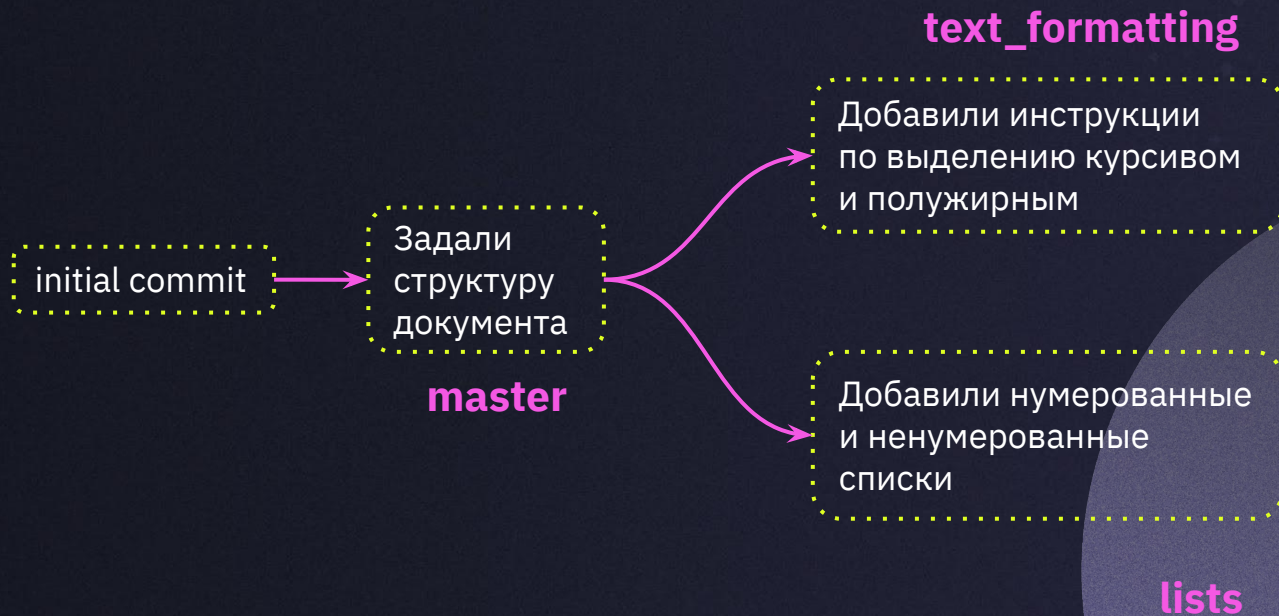 text_formatting
Добавили инструкции
по выделению курсивом
и полужирным
initial commit
Задали
структуру
документа
master
Добавили нумерованные
и ненумерованные
списки
lists